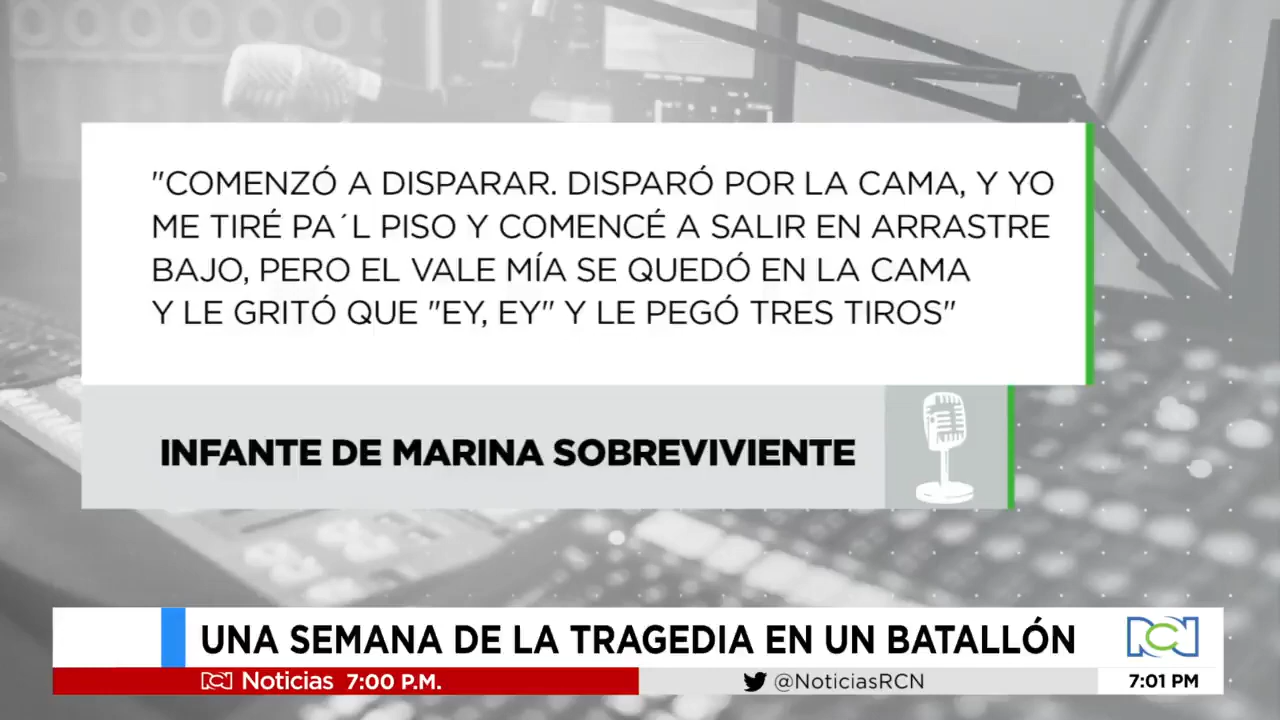 "COMENZÓ A DISPARAR. DISPARÓ POR LA CAMA, Y YO
ME TIRÉ PA´L PISO Y COMENCÉ A SALIR EN ARRASTRE
BAJO, PERO EL VALE MÍA SE QUEDÓ EN LA CAMA
Y LE GRITÓ QUE "EY, EY" Y LE PEGÓ TRES TIROS"
INFANTE DE MARINA SOBREVIVIENTE
UNA SEMANA DE LA TRAGEDIA EN UN BATALLÓN
RCN
RCN Noticias 7:00 P.M.
@NoticiasRCN
7:01 PM